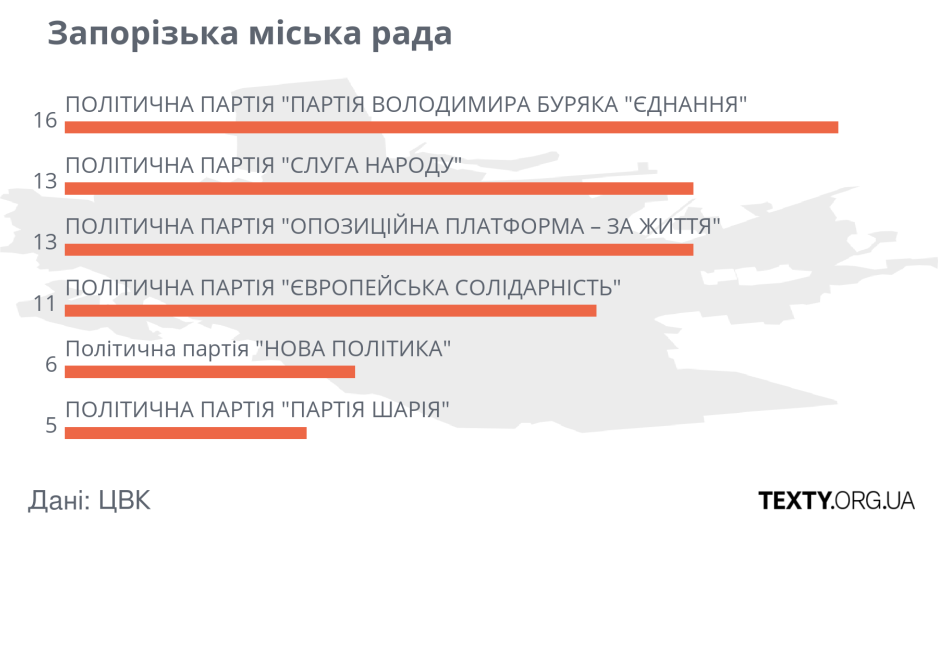 Запорізька міська рада
ПОЛІТИЧНА ПАРТІЯ "ПАРТІЯ ВОЛОДИМИРА БУРЯКА "ЄДНАННЯ"
16
ПОЛІТИЧНА ПАРТІЯ "СЛУГА НАРОДУ"
13
ПОЛІТИЧНА ПАРТІЯ "ОПОЗИЦІЙНА ПЛАТФОРМА – ЗА ЖИТТЯ"
13
ПОЛІТИЧНА ПАРТІЯ "ЄВРОПЕЙСЬКА СОЛІДАРНІСТЬ"
11
Політична партія "НОВА ПОЛІТИКА"
6
ПОЛІТИЧНА ПАРТІЯ "ПАРТІЯ ШАРІЯ"
5
Дані: ЦВК
TEXTY.ORG.UA